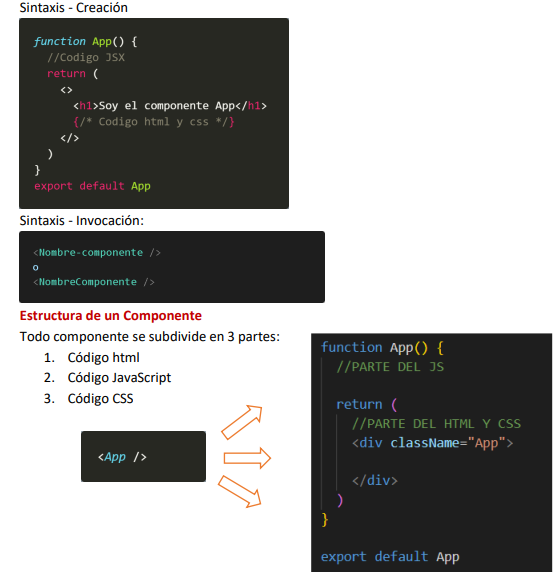 Sintaxis - Creación
function App() {
//Codigo JSX
return (
<>
<h1>Soy el componente App</h1>
{/* Codigo html y css */}
</>
)
}
export default App
Sintaxis - Invocación:
<Nombre-componente />
o
<NombreComponente />
Estructura de un Componente
Todo componente se subdivide en 3 partes:
1. Código html
2. Código JavaScript
3. Código CSS
<App />
function App() {
//PARTE DEL JS
return (
//PARTE DEL HTML Y CSS
<div className="App">
</div>
)
}
export default App